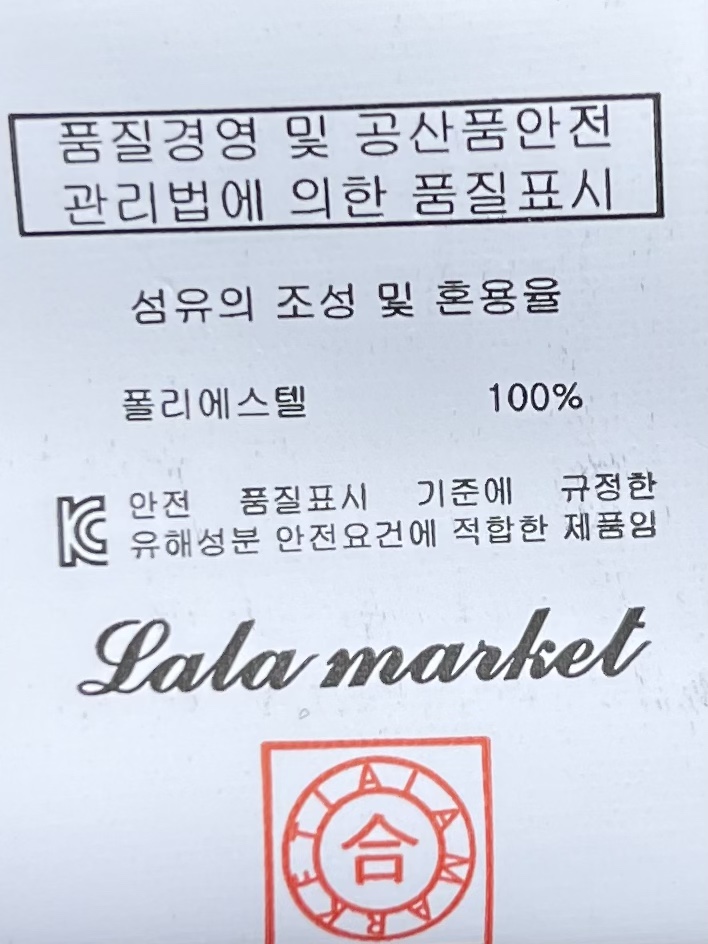 품질경영 및 공산품안전
관리법에 의한 품질표시
섬유의 조성 및 혼용율
폴리에스텔 100%
안전 품질표시 기준에 규정한
유해성분 안전요건에 적합한 제품임
Lala market
LALAMARKET
合